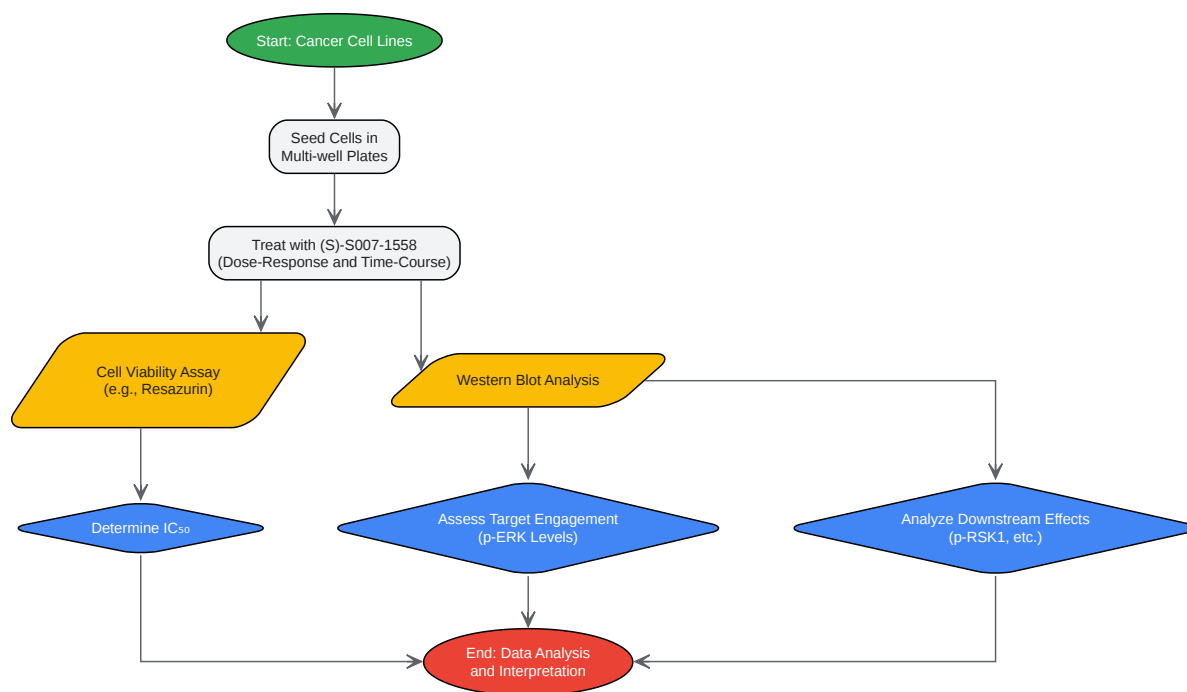 Start: Cancer Cell Lines
Seed Cells in
Multi-well Plates
Treat with (S)-S007-1558
(Dose-Response and Time-Course)
Cell Viability Assay
(e.g., Resazurin)
Western Blot Analysis
Determine IC₅₀
Assess Target Engagement
(p-ERK Levels)
Analyze Downstream Effects
(p-RSK1, etc.)
End: Data Analysis
and Interpretation